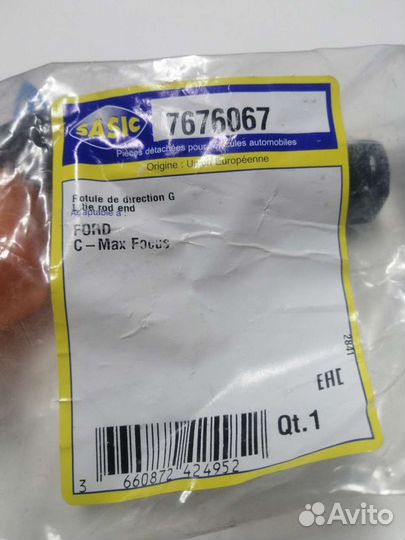 SASIC
7676067
Pièces détachées pour véhicules automobiles
Origine : Union Européenne
Rotule de direction G
L tie rod end
Adaptable à :
FORD
C-Max Focus
2841
EAC
Qt.1
3 660872 424952
Avito